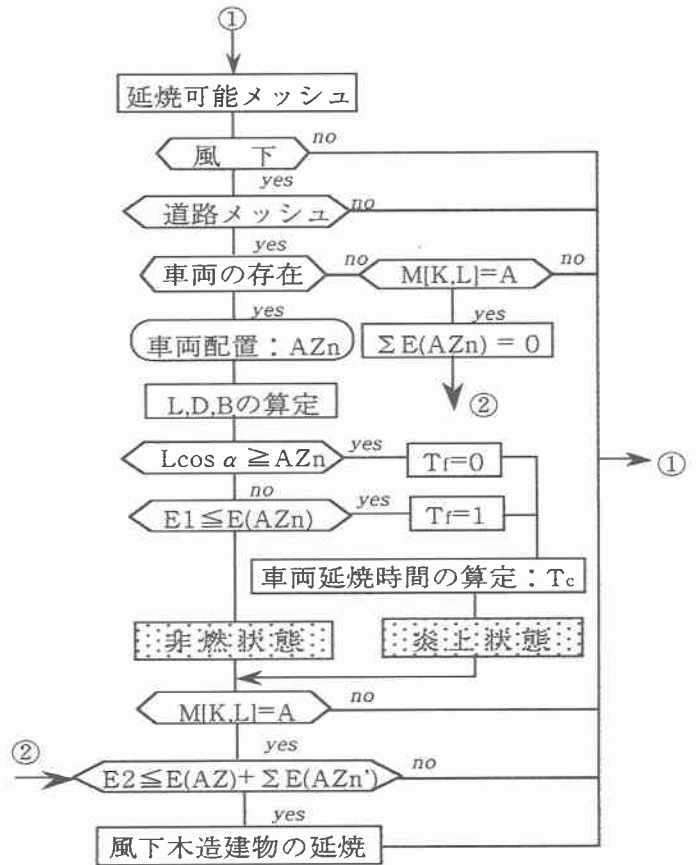 ①
延焼可能メッシュ
風 下
no
yes
道路メッシュ
no
yes
車両の存在
no
M[K,L]=A
no
yes
yes
車両配置：AZn
ΣE(AZn) = 0
②
L,D,Bの算定
Lcos α ≧ AZn
yes
Tf=0
①
no
E1≦E(AZn)
yes
Tf=1
車両延焼時間の算定：Tc
非燃状態
炎上状態
M[K,L]=A
no
②
yes
E2≦E(AZ)+ΣE(AZn')
no
yes
風下木造建物の延焼